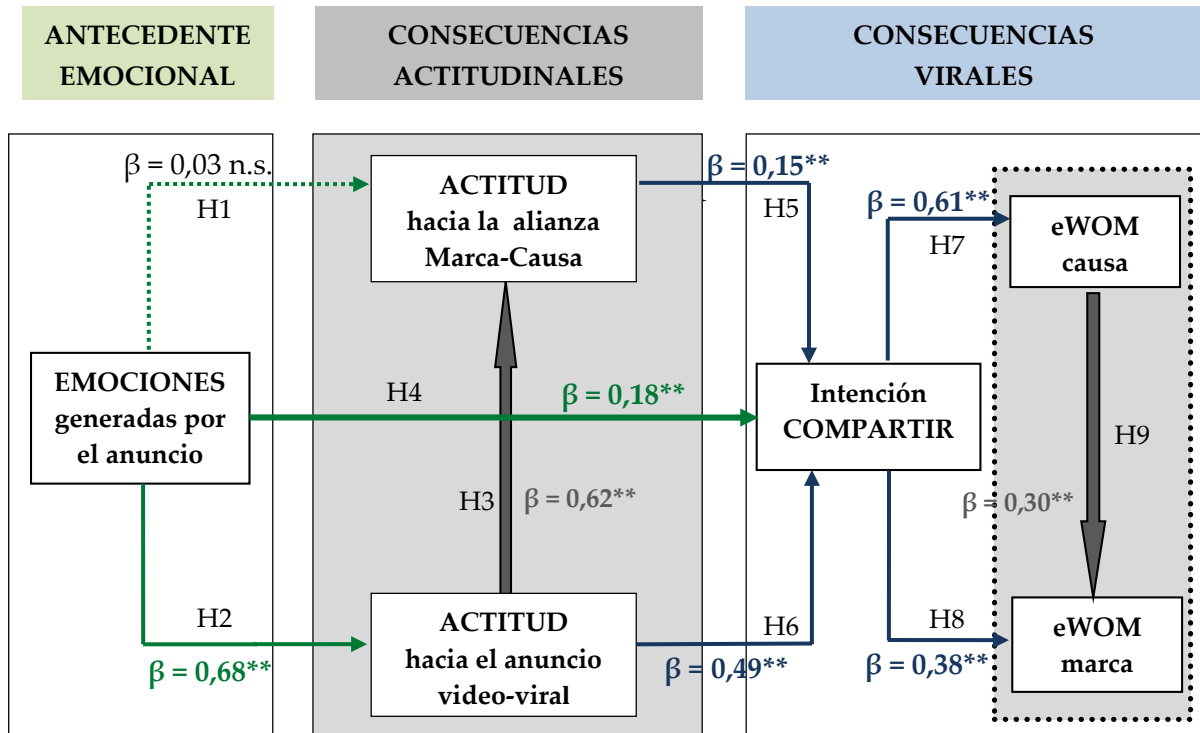 ANTECEDENTE
EMOCIONAL
CONSECUENCIAS
ACTITUDINALES
CONSECUENCIAS
VIRALES
β = 0,03 n.s.
H1
ACTITUD
hacia la alianza
Marca-Causa
β = 0,15**
H5
β = 0,61**
H7
eWOM
causa
EMOCIONES
generadas por
el anuncio
H4
β = 0,18**
Intención
COMPARTIR
H9
H3
β = 0,62**
β = 0,30**
H2
β = 0,68**
ACTITUD
hacia el anuncio
video-viral
H6
β = 0,49**
H8
β = 0,38**
eWOM
marca